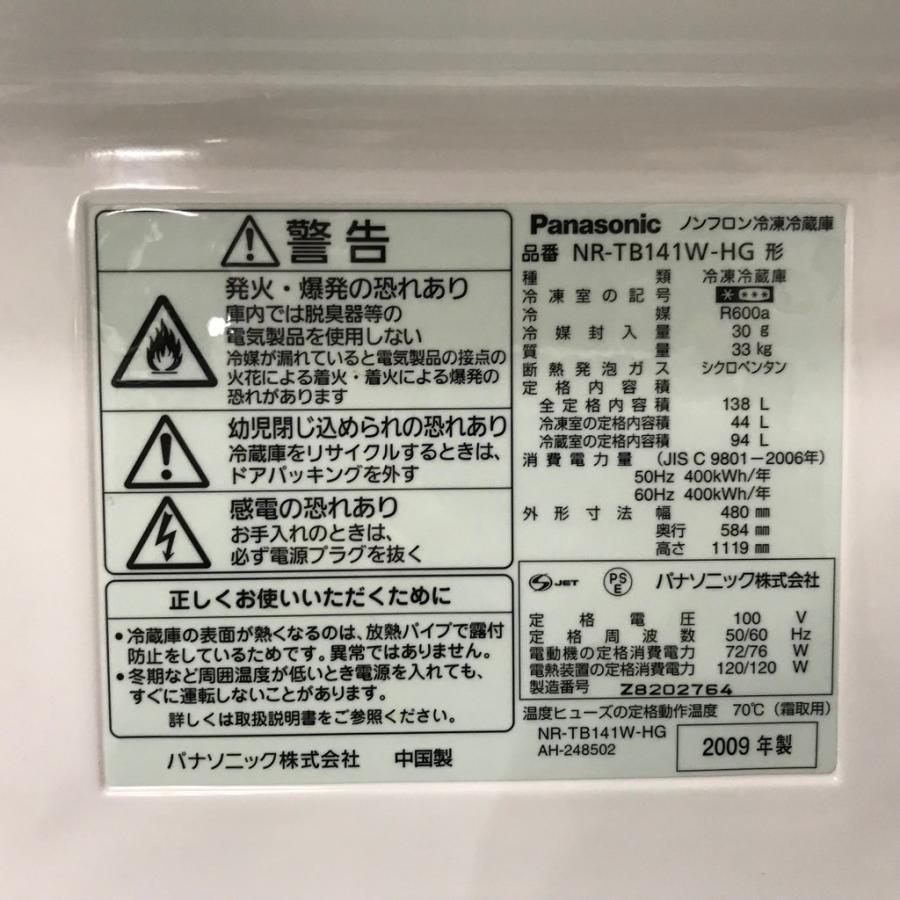 警告
発火・爆発の恐れあり
庫内では脱臭器等の
電気製品を使用しない
冷媒が漏れていると電気製品の接点の
火花による着火・着火による爆発の
恐れがあります
幼児閉じ込められの恐れあり
冷蔵庫をリサイクルするときは、
ドアパッキングを外す
感電の恐れあり
お手入れのときは、
必ず電源プラグを抜く
正しくお使いいただくために
・冷蔵庫の表面が熱くなるのは、放熱パイプで露付
防止をしているためです。異常ではありません。
・冬期など周囲温度が低いとき電源を入れても、
すぐに運転しないことがあります。
詳しくは取扱説明書をご参照ください。
パナソニック株式会社 中国製
Panasonic ノンフロン冷凍冷蔵庫
品番 NR-TB141W-HG 形
種類 冷凍冷蔵庫
冷凍室の記号 ****
冷媒 R600a
冷媒封入量 30 g
質量 33 kg
断熱発泡ガス シクロペンタン
定格内容積
全定格内容積 138 L
冷凍室の定格内容積 44 L
冷蔵室の定格内容積 94 L
消費電力量 (JIS C 9801-2006年)
50Hz 400kWh/年
60Hz 400kWh/年
外形寸法 幅 480 mm
奥行 584 mm
高さ 1119 mm
S JET PS E パナソニック株式会社
定格電圧 100 V
定格周波数 50/60 Hz
電動機の定格消費電力 72/76 W
電熱装置の定格消費電力 120/120 W
製造番号 Z8202764
温度ヒューズの定格動作温度 70℃(霜取用)
NR-TB141W-HG
AH-248502
2009年製